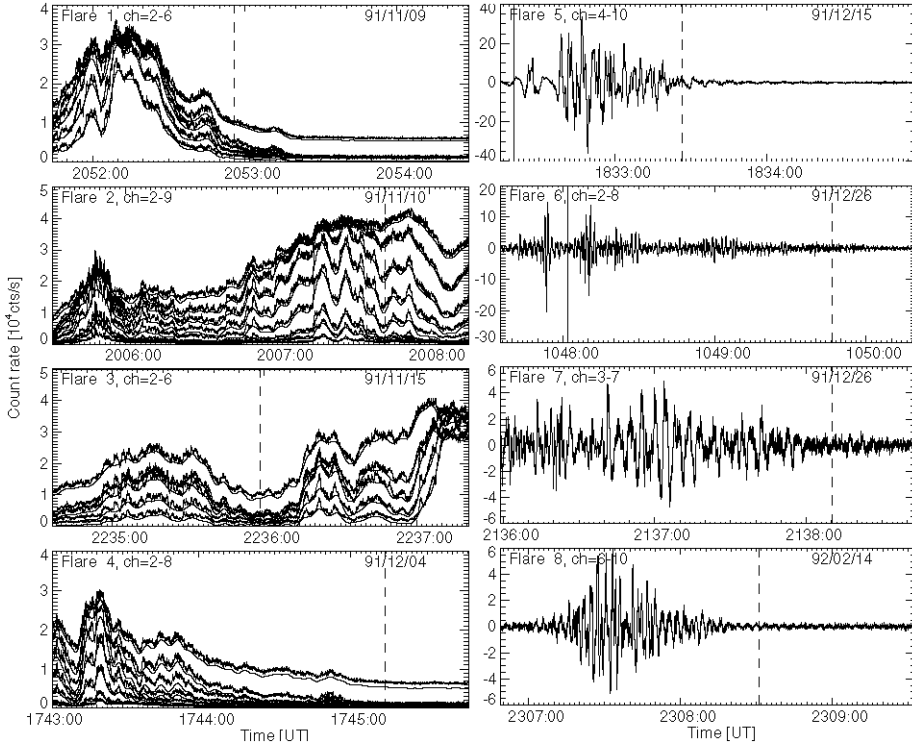 Flare 1, ch=2-6 91/11/09
4
3
2
1
0
2052:00 2053:00 2054:00
Flare 2, ch=2-9 91/11/10
5
4
3
2
1
0
2006:00 2007:00 2008:00
Flare 3, ch=2-6 91/11/15
5
4
3
2
1
0
2235:00 2236:00 2237:00
Flare 4, ch=2-8 91/12/04
4
3
2
1
0
1743:00 1744:00 1745:00
Time [UT]
Count rate [10⁴cts/s]
Flare 5, ch=4-10 91/12/15
40
20
0
-20
-40
1833:00 1834:00
Flare 6, ch=2-8 91/12/26
20
10
0
-10
-20
-30
1048:00 1049:00 1050:00
Flare 7, ch=3-7 91/12/26
6
4
2
0
-2
-4
-6
2136:00 2137:00 2138:00
Flare 8, ch=6-10 92/02/14
6
4
2
0
-2
-4
-6
2307:00 2308:00 2309:00
Time [UT]